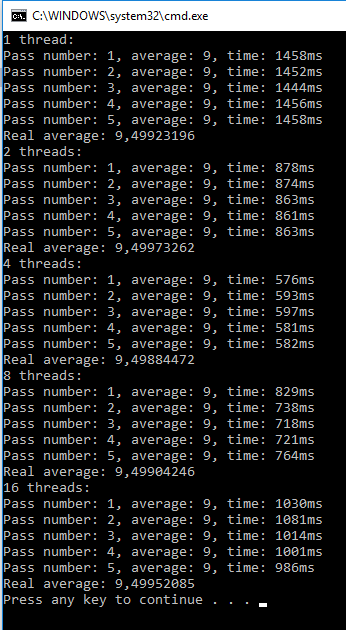 C:\WINDOWS\system32\cmd.exe
1 thread:
Pass number: 1, average: 9, time: 1458ms
Pass number: 2, average: 9, time: 1452ms
Pass number: 3, average: 9, time: 1444ms
Pass number: 4, average: 9, time: 1456ms
Pass number: 5, average: 9, time: 1458ms
Real average: 9,49923196
2 threads:
Pass number: 1, average: 9, time: 878ms
Pass number: 2, average: 9, time: 874ms
Pass number: 3, average: 9, time: 863ms
Pass number: 4, average: 9, time: 861ms
Pass number: 5, average: 9, time: 863ms
Real average: 9,49973262
4 threads:
Pass number: 1, average: 9, time: 576ms
Pass number: 2, average: 9, time: 593ms
Pass number: 3, average: 9, time: 597ms
Pass number: 4, average: 9, time: 581ms
Pass number: 5, average: 9, time: 582ms
Real average: 9,49884472
8 threads:
Pass number: 1, average: 9, time: 829ms
Pass number: 2, average: 9, time: 738ms
Pass number: 3, average: 9, time: 718ms
Pass number: 4, average: 9, time: 721ms
Pass number: 5, average: 9, time: 764ms
Real average: 9,49904246
16 threads:
Pass number: 1, average: 9, time: 1030ms
Pass number: 2, average: 9, time: 1081ms
Pass number: 3, average: 9, time: 1014ms
Pass number: 4, average: 9, time: 1001ms
Pass number: 5, average: 9, time: 986ms
Real average: 9,49952085
Press any key to continue . . .